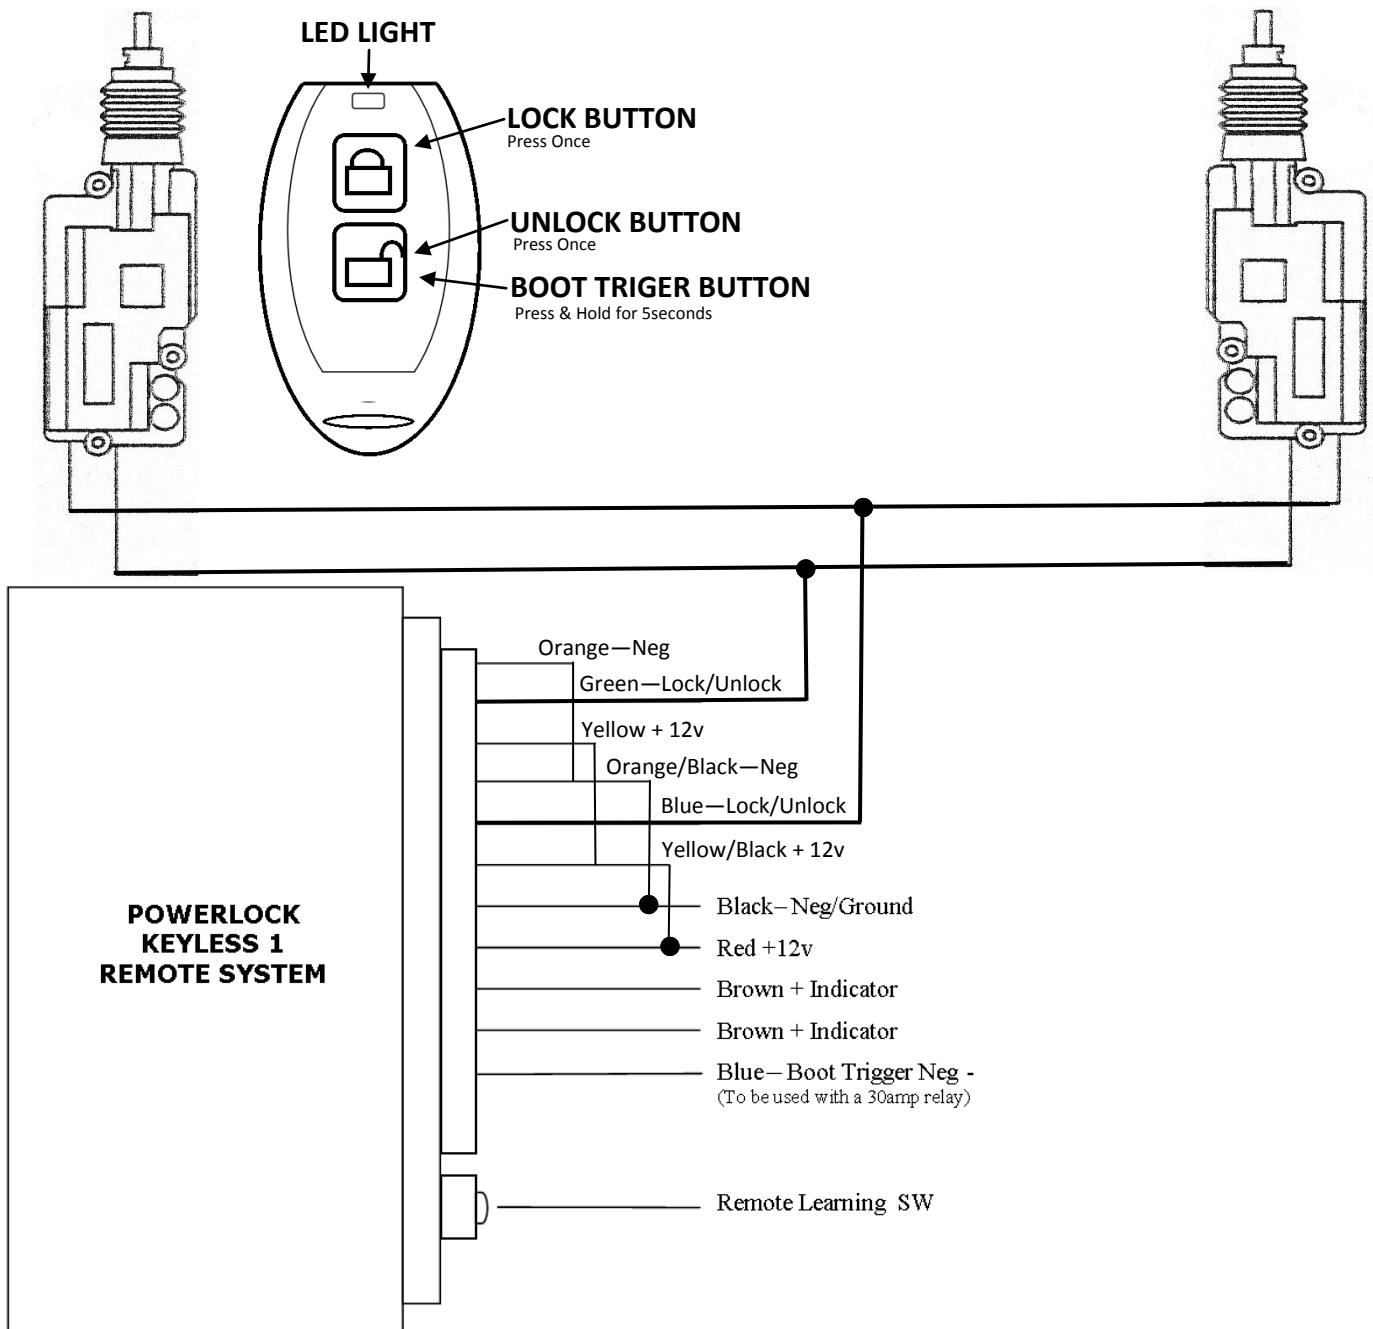 LED LIGHT
LOCK BUTTON
Press Once
UNLOCK BUTTON
Press Once
BOOT TRIGER BUTTON
Press & Hold for 5seconds
Orange—Neg
Green—Lock/Unlock
Yellow + 12v
Orange/Black—Neg
Blue—Lock/Unlock
Yellow/Black + 12v
Black–Neg/Ground
Red +12v
Brown + Indicator
Brown + Indicator
Blue–Boot Trigger Neg -
(To be used with a 30amp relay)
Remote Learning SW
POWERLOCK
KEYLESS 1
REMOTE SYSTEM